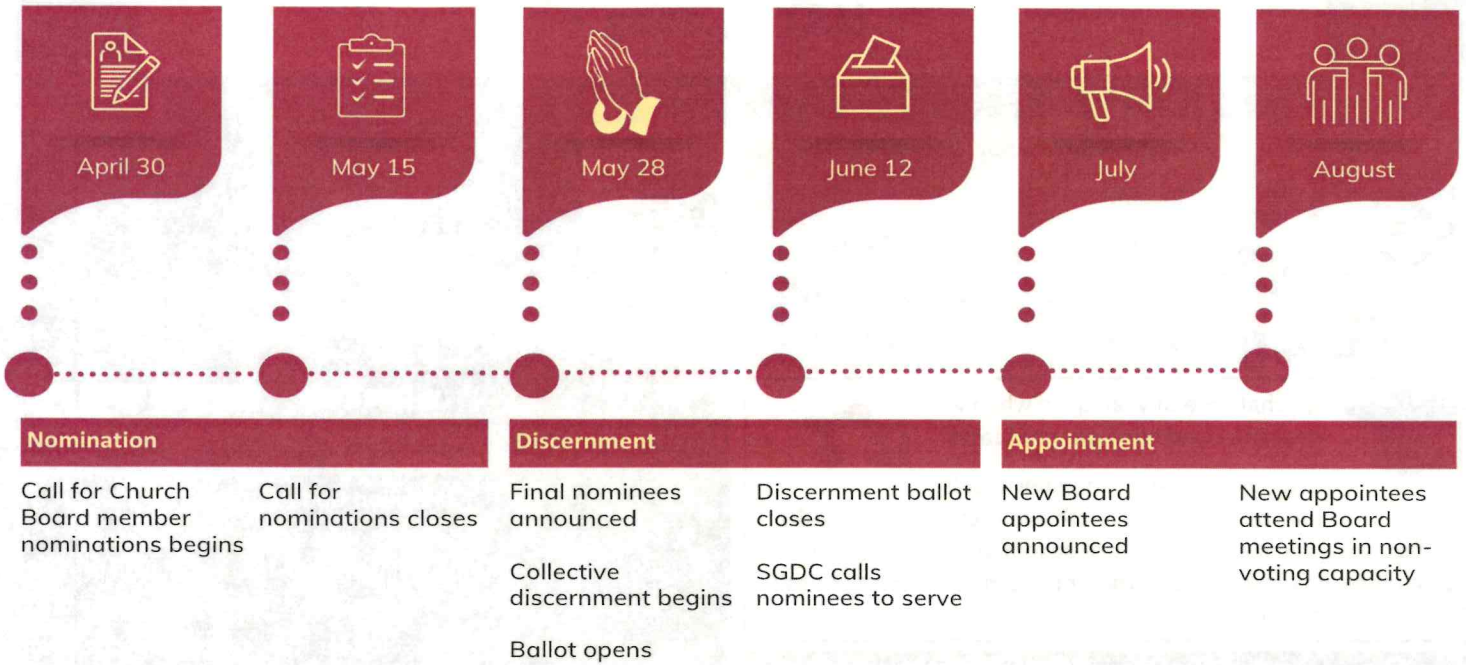 April 30
May 15
May 28
June 12
July
August
Nomination
Call for Church
Board member
nominations begins
Call for
nominations closes
Discernment
Final nominees
announced
Collective
discernment begins
Ballot opens
Discernment ballot
closes
SGDC calls
nominees to serve
Appointment
New Board
appointees
announced
New appointees
attend Board
meetings in non-
voting capacity